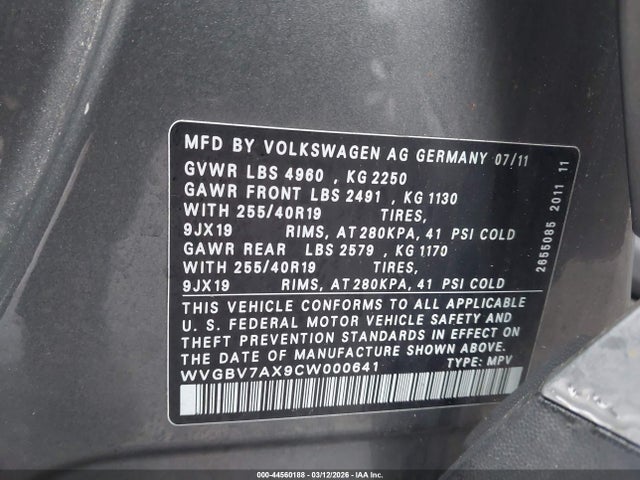 MFD BY VOLKSWAGEN AG GERMANY 07/11
GVWR LBS 4960 , KG 2250
GAWR FRONT LBS 2491 , KG 1130
WITH 255/40R19 TIRES,
9JX19 RIMS, AT 280KPA, 41 PSI COLD
GAWR REAR LBS 2579 , KG 1170
WITH 255/40R19 TIRES,
9JX19 RIMS, AT 280KPA, 41 PSI COLD
THIS VEHICLE CONFORMS TO ALL APPLICABLE
U. S. FEDERAL MOTOR VEHICLE SAFETY AND
THEFT PREVENTION STANDARDS IN EFFECT ON
THE DATE OF MANUFACTURE SHOWN ABOVE.
WVGBV7AX9CW000641 TYPE: MPV
2655085 2011 11
000-44560188 - 03/12/2026 - IAAI